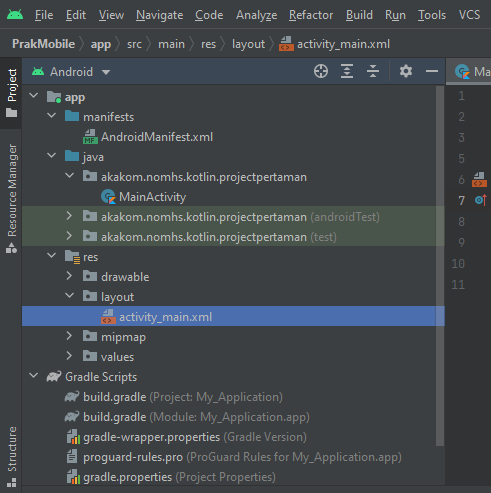 File Edit View Navigate Code Analyze Refactor Build Run Tools VCS
PrakMobile app src main res layout activity_main.xml
Project
Resource Manager
Structure
Android
app
manifests
AndroidManifest.xml
java
akakom.nomhs.kotlin.projectpertaman
MainActivity
akakom.nomhs.kotlin.projectpertaman (androidTest)
akakom.nomhs.kotlin.projectpertaman (test)
res
drawable
layout
activity_main.xml
mipmap
values
Gradle Scripts
build.gradle (Project: My_Application)
build.gradle (Module: My_Application.app)
gradle-wrapper.properties (Gradle Version)
proguard-rules.pro (ProGuard Rules for My_Application.app)
gradle.properties (Project Properties)
Ma
1
2
3
5
6
7
8
9
10
11